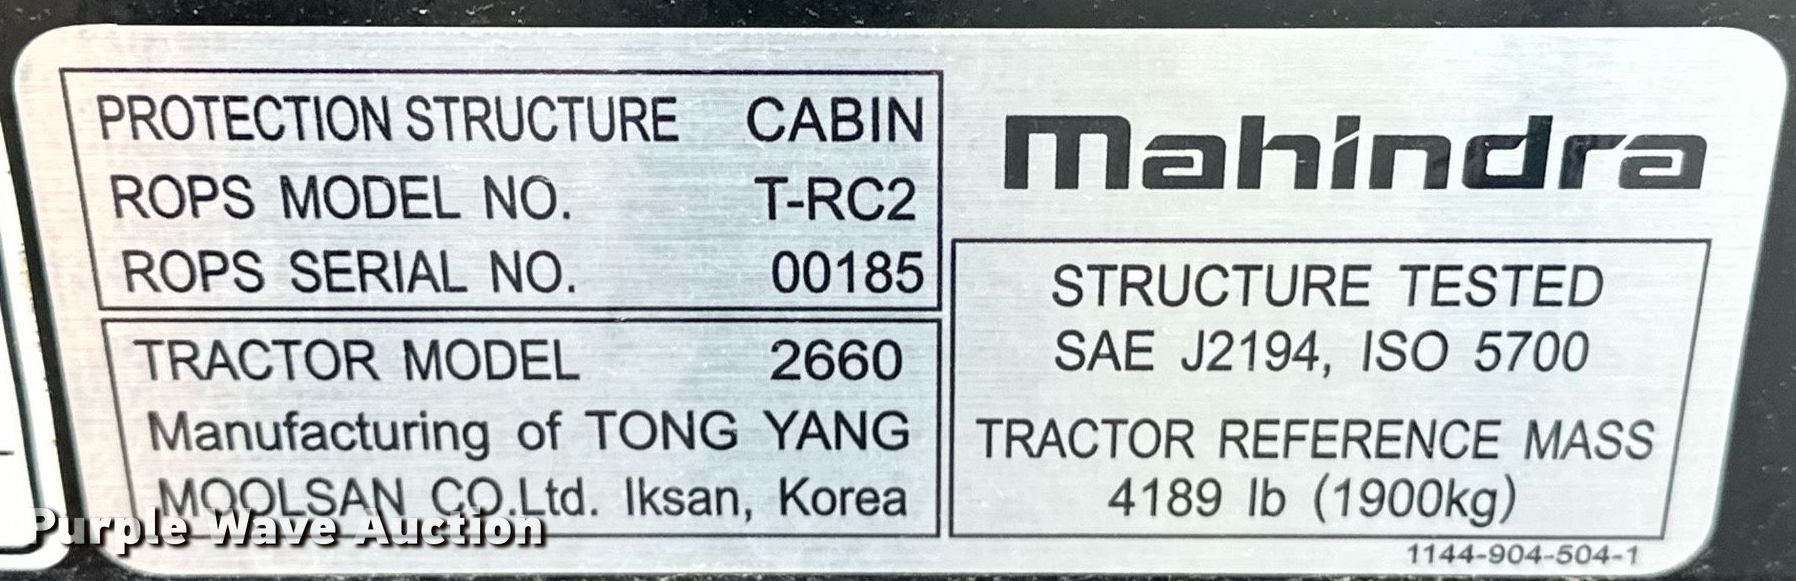 PROTECTION STRUCTURE CABIN
ROPS MODEL NO. T-RC2
ROPS SERIAL NO. 00185
TRACTOR MODEL 2660
Manufacturing of TONG YANG
MOOLSAN CO.Ltd. Iksan, Korea
mahindra
STRUCTURE TESTED
SAE J2194, ISO 5700
TRACTOR REFERENCE MASS
4189 lb (1900kg)
1144-904-504-1
Purple Wave Auction